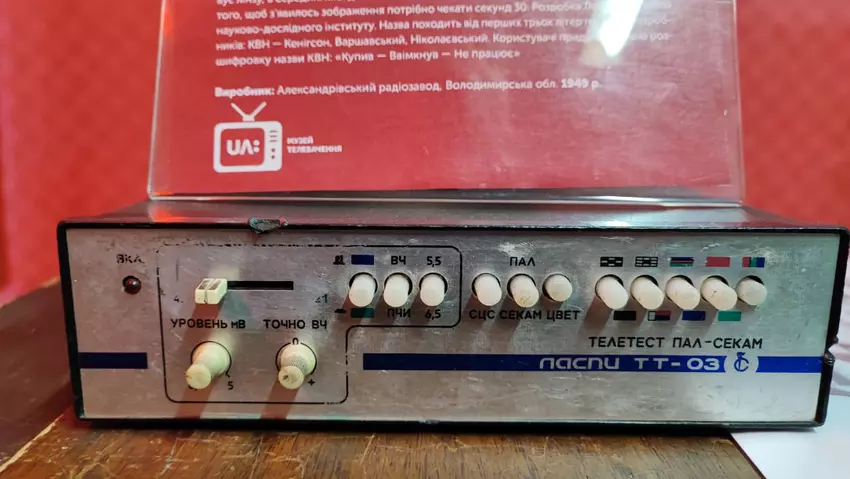 того, щоб з'явилось зображення потрібно чекати секунд 30. Розробка
науково-дослідного інституту. Назва походить від перших трьох літер
ників: КВН — Кенігсон, Варшавський, Ніколаєвський. Користувачі
шифровку назви КВН: «Купив — Ввімкнув — Не працює»
Виробник: Александрівський радіозавод, Володимирська обл. 1949 р.
UA:
МУЗЕЙ
ТЕЛЕБАЧЕННЯ
ВКЛ
ВЧ 5,5 ПАЛ
ПЧИ 6,5 СЦС СЕКАМ ЦВЕТ
УРОВЕНЬ мВ ТОЧНО ВЧ
0
5 +
ТЕЛЕТЕСТ ПАЛ-СЕКАМ
ЛАСПИ ТТ-03